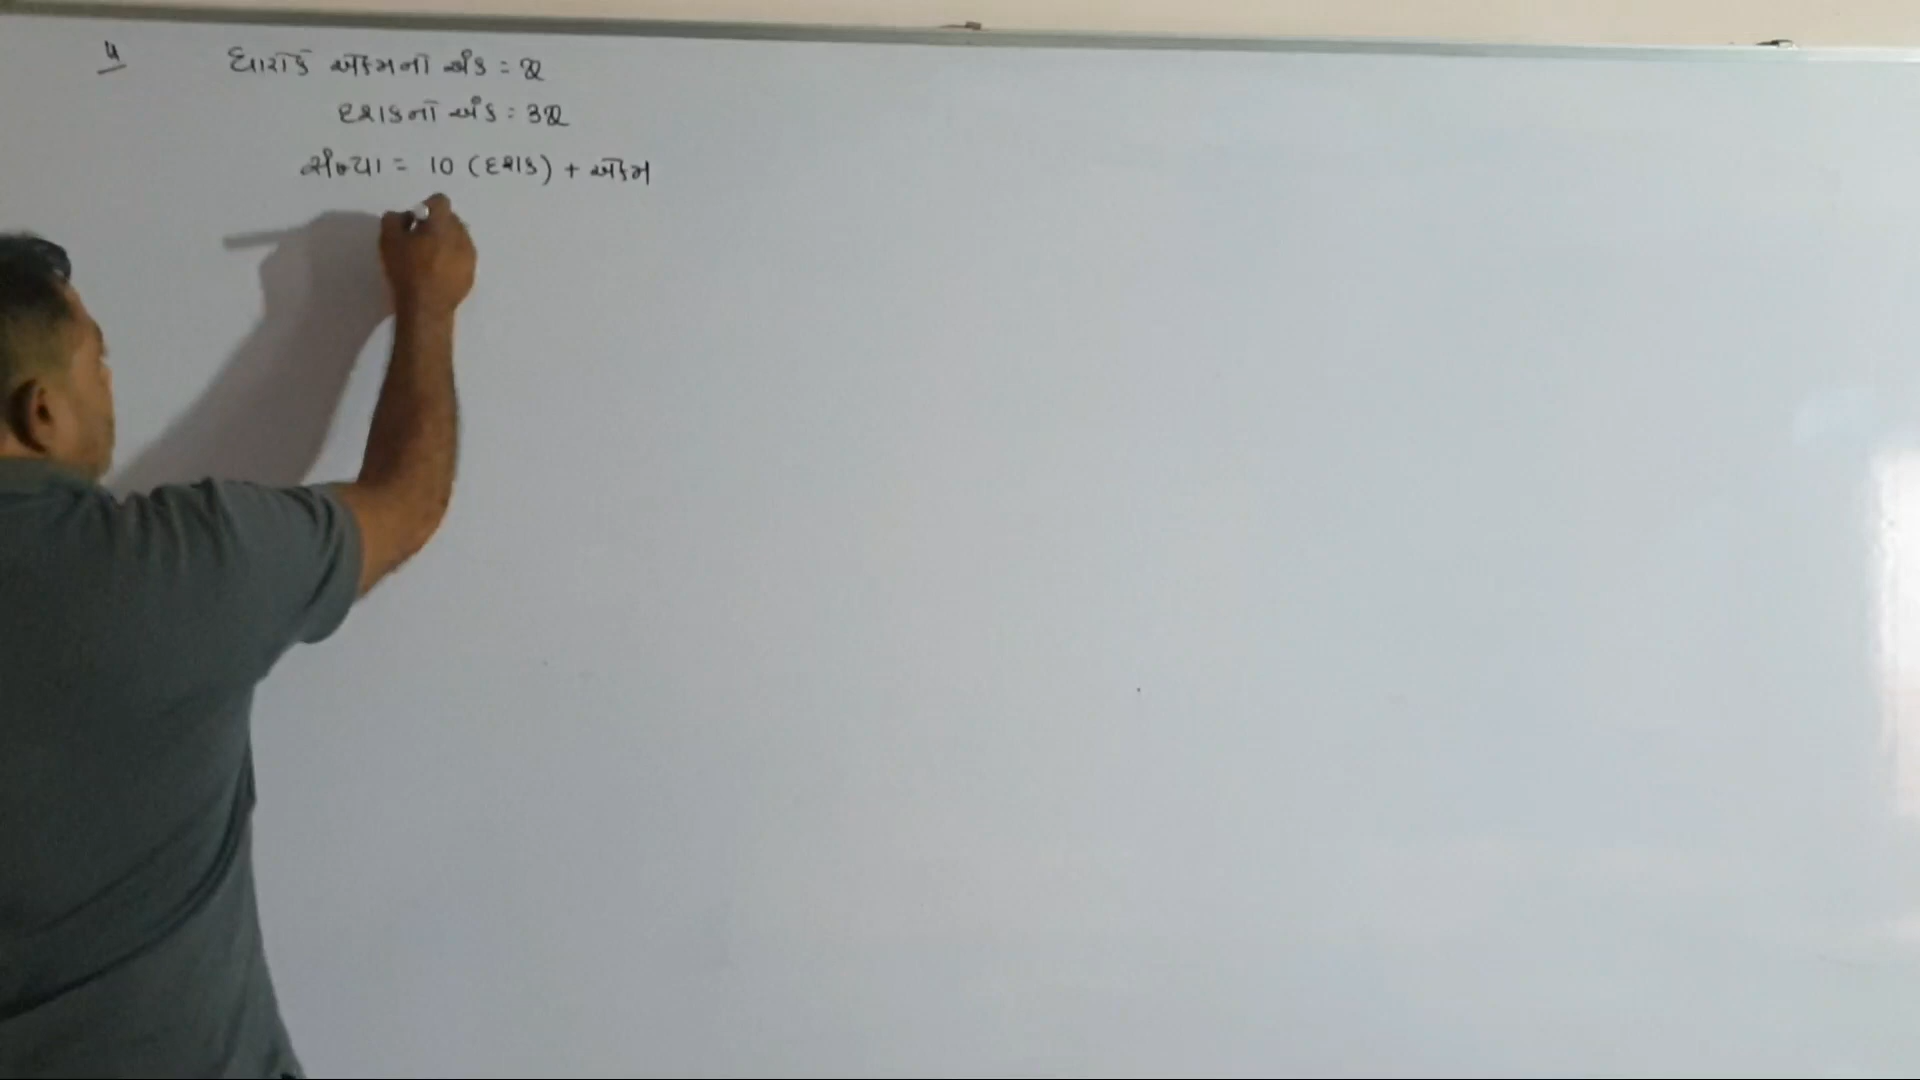 ૫
ધારોકે એકમનો અંક = x
દશકનો અંક = 3x
સંખ્યા = 10 (દશક) + એકમ